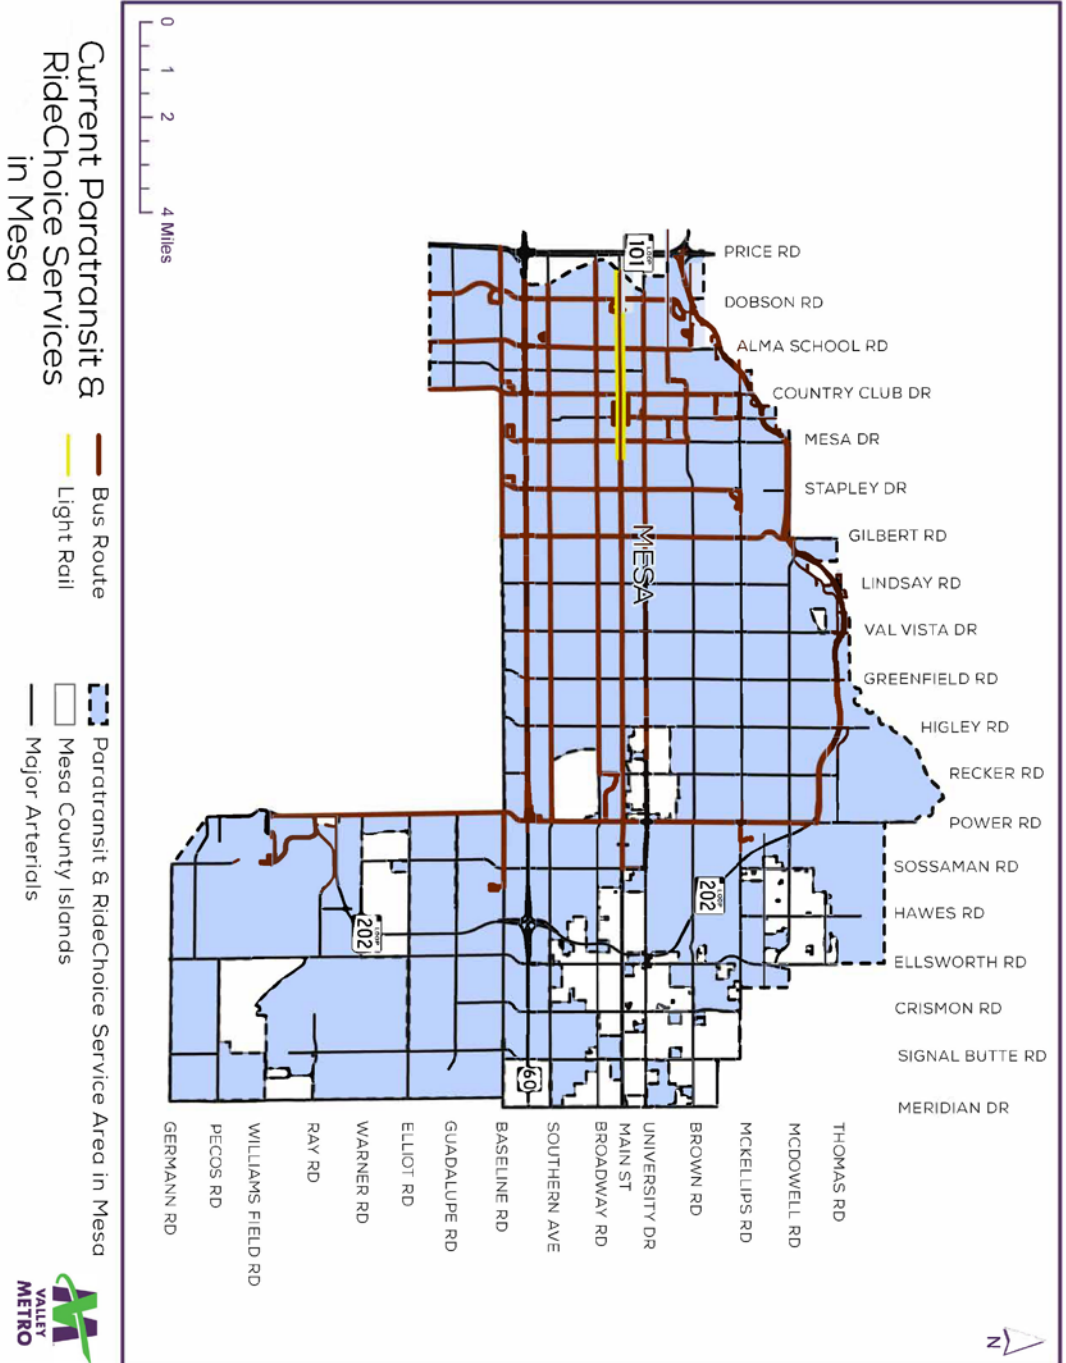 PRICE RD
DOBSON RD
ALMA SCHOOL RD
COUNTRY CLUB DR
MESA DR
STAPLEY DR
GILBERT RD
LINDSAY RD
VAL VISTA DR
GREENFIELD RD
HIGLEY RD
RECKER RD
POWER RD
SOSSAMAN RD
HAWES RD
ELLSWORTH RD
CRISMON RD
SIGNAL BUTTE RD
MERIDIAN DR
THOMAS RD
MCDOWELL RD
MCKELLIPS RD
BROWN RD
UNIVERSITY DR
MAIN ST
BROADWAY RD
SOUTHERN AVE
BASELINE RD
GUADALUPE RD
ELLIOT RD
WARNER RD
RAY RD
WILLIAMS FIELD RD
PECOS RD
GERMANN RD
LOOP
101
MESA
LOOP
202
LOOP
202
60
N
0 1 2 4 Miles
Current Paratransit &
RideChoice Services
in Mesa
Bus Route
Light Rail
Paratransit & RideChoice Service Area in Mesa
Mesa County Islands
Major Arterials
VALLEY
METRO